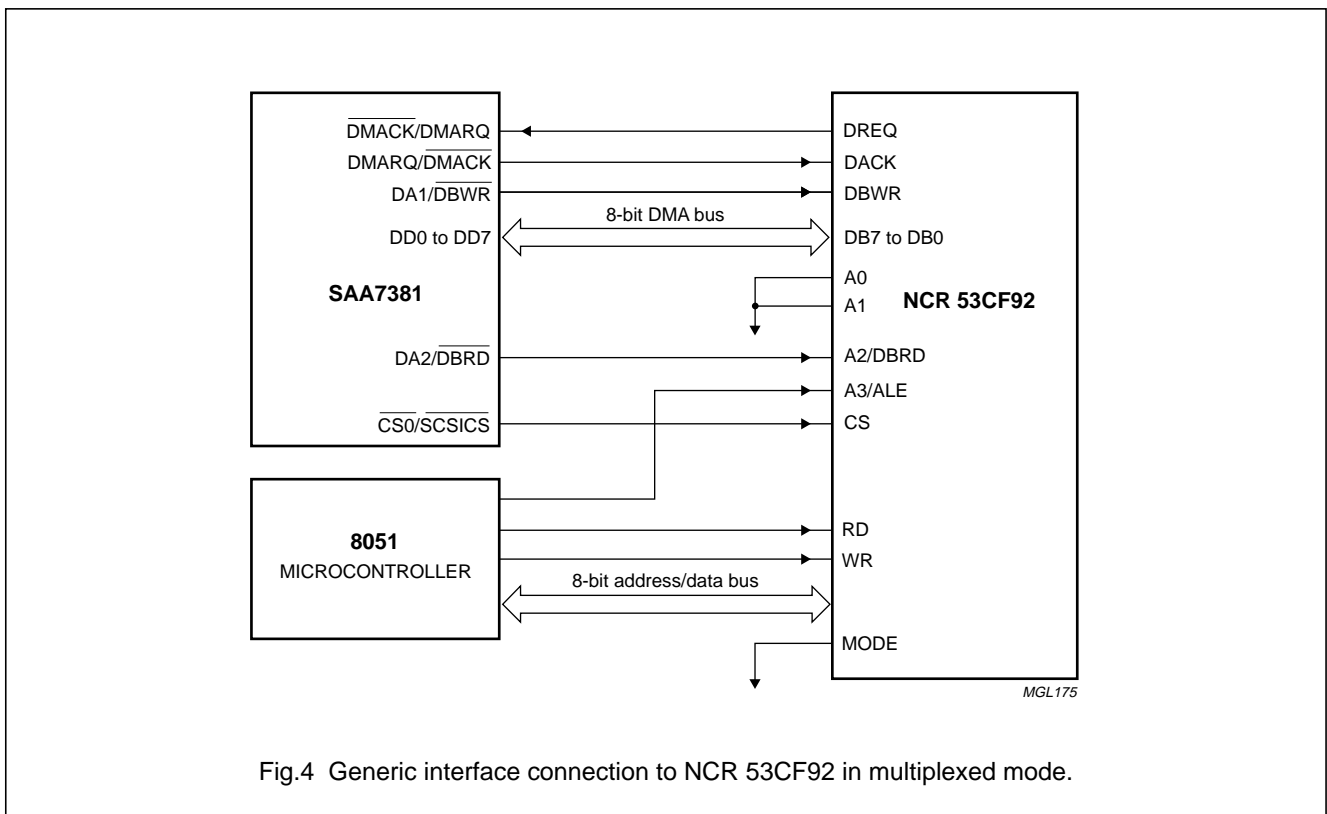 DMACK/DMARQ
DREQ
DMARQ/DMACK
DACK
DA1/DBWR
DBWR
8-bit DMA bus
DD0 to DD7
DB7 to DB0
A0
SAA7381
NCR 53CF92
A1
DA2/DBRD
A2/DBRD
A3/ALE
CS0/SCSICS
CS
8051
RD
MICROCONTROLLER
WR
8-bit address/data bus
MODE
MGL175
Fig.4 Generic interface connection to NCR 53CF92 in multiplexed mode.